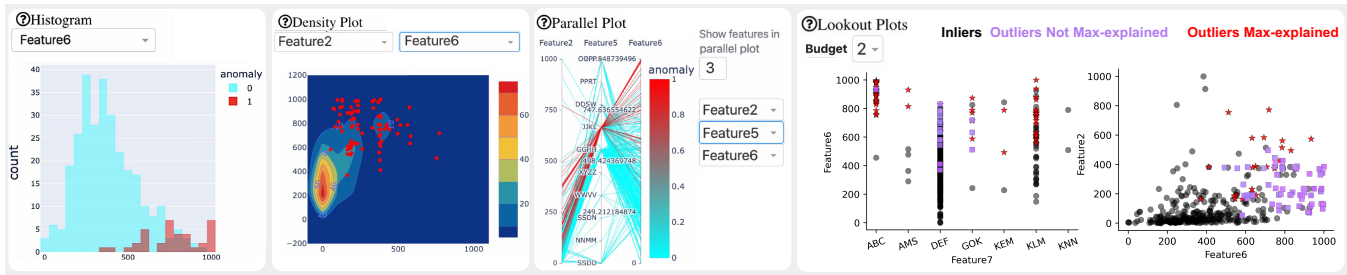 ?Histogram
Feature6
anomaly
0
1
40
35
30
25
20
15
10
5
0
count
0
500
1000
?Density Plot
Feature2
Feature6
1200
1000
800
600
400
200
0
−200
0
500
1000
60
40
20
?Parallel Plot
Feature2 Feature5 Feature6
1000
750
500
250
0
PPRT
DDSW
747.636554622
JJKL
GGHH
498.424369748
XYZZ
WWVV
249.212184874
SSDN
NNMM
SSDD
0
anomaly
1
0.8
0.6
0.4
0.2
0
Show features in
parallel plot
3
Feature2
Feature5
Feature6
?Lookout Plots
Budget 2
Inliers Outliers Not Max-explained Outliers Max-explained
Feature6
1000
800
600
400
200
0
ABC AMS DEF GOK KEM KLM KNN
Feature7
Feature2
1000
800
600
400
200
0
0 200 400 600 800 1000
Feature6